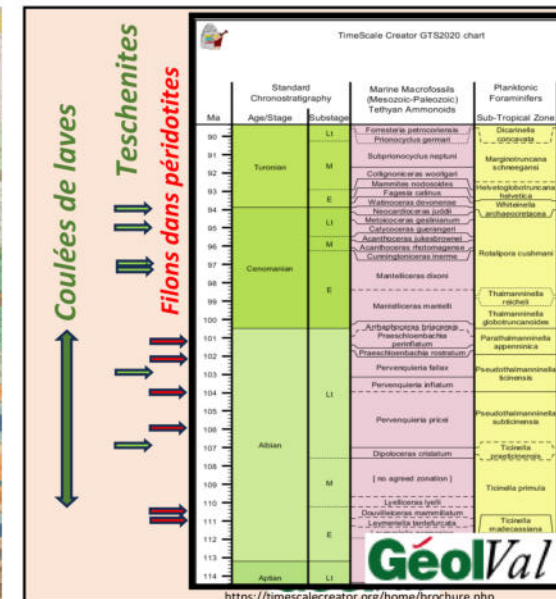 Coulées de laves
Teschenites
Filons dans péridotites
TimeScale Creator GTS2020 chart
Standard
Chronostratigraphy
Marine Macrofossils
(Mesozoic-Paleozoic)
Tethyan Ammonoids
Planktonic
Foraminifers
Ma
Age/Stage
Substage
Sub-Tropical Zone
90
91
92
93
94
95
96
97
98
99
100
101
102
103
104
105
106
107
108
109
110
111
112
113
114
Turonian
Cenomanian
Albian
Aptian
Lt
M
E
Lt
M
E
Lt
M
E
Lt
Forresteria petrocoriensis
Prionocyclus germari
Subprionocyclus neptuni
Collignoniceras woollgari
Mammites nodosoides
Fagesia catinus
Watinoceras devonense
Neocardioceras juddii
Metoicoceras geslinianum
Calycoceras guerangeri
Acanthoceras jukesbrownei
Acanthoceras rhotomagense
Cunningtoniceras inerme
Mantelliceras dixoni
Mantelliceras mantelli
Arrhaphoceras briacensis
Praeschloenbachia
perinflatum
Praeschloenbachia rostratum
Pervenquieria fallax
Pervenquieria inflatum
Pervenquieria pricei
Dipoloceras cristatum
[ no agreed zonation ]
Lyelliceras lyelli
Douvilleiceras mammillatum
Leymeriella tardefurcata
Dicarinella
concavata
Marginotruncana
schneegansi
Helvetoglobotruncana
helvetica
Whiteinella
archaeocretacea
Rotalipora cushmani
Thalmanninella
reicheli
Thalmanninella
globotruncanoides
Parathalmanninella
appenninica
Pseudothalmanninella
ticinensis
Pseudothalmanninella
subticinensis
Ticinella
praeticinensis
Ticinella primula
Ticinella
madecassiana
GéolVal
https://timescalecreator.org/home/brochure.php